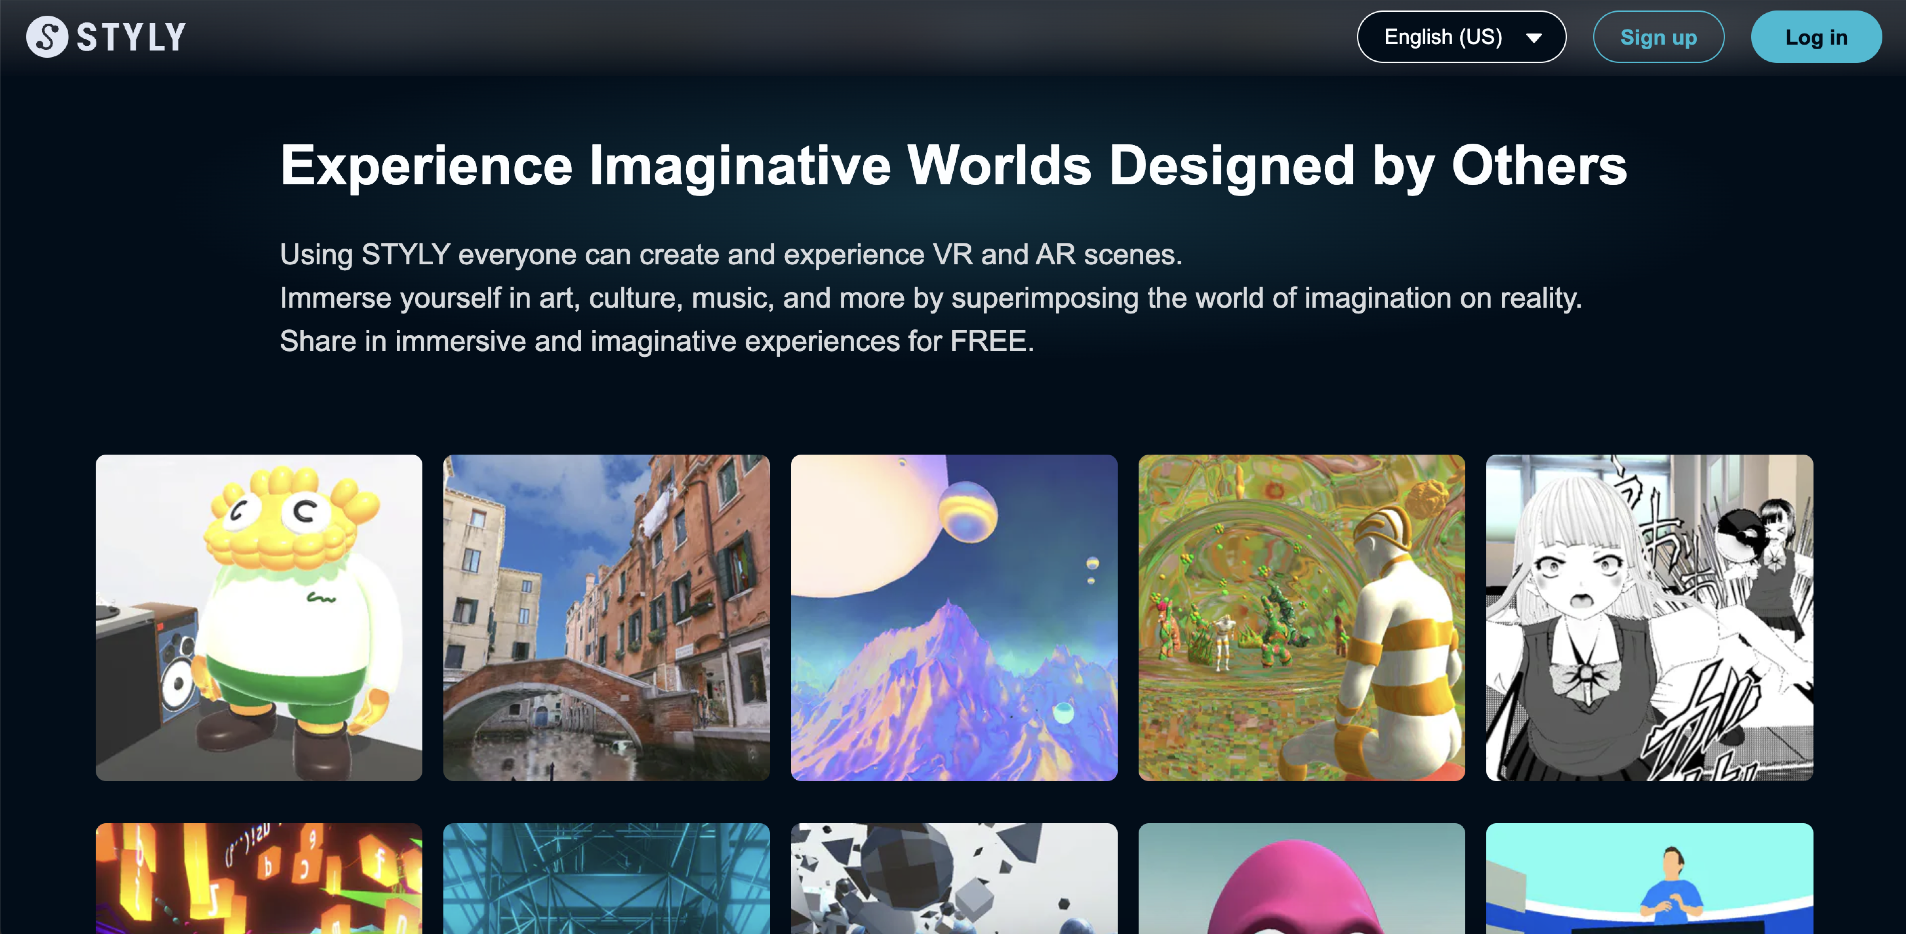 STYLY
English (US)
Sign up
Log in
Experience Imaginative Worlds Designed by Others
Using STYLY everyone can create and experience VR and AR scenes.
Immerse yourself in art, culture, music, and more by superimposing the world of imagination on reality.
Share in immersive and imaginative experiences for FREE.